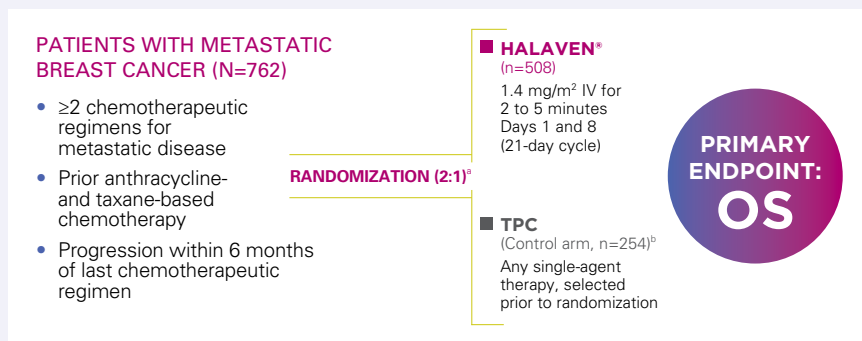 PATIENTS WITH METASTATIC
BREAST CANCER (N=762)
• ≥2 chemotherapeutic
regimens for
metastatic disease
• Prior anthracycline-
and taxane-based
chemotherapy
• Progression within 6 months
of last chemotherapeutic
regimen
RANDOMIZATION (2:1)ᵃ
HALAVEN®
(n=508)
1.4 mg/m² IV for
2 to 5 minutes
Days 1 and 8
(21-day cycle)
TPC
(Control arm, n=254)ᵇ
Any single-agent
therapy, selected
prior to randomization
PRIMARY
ENDPOINT:
OS